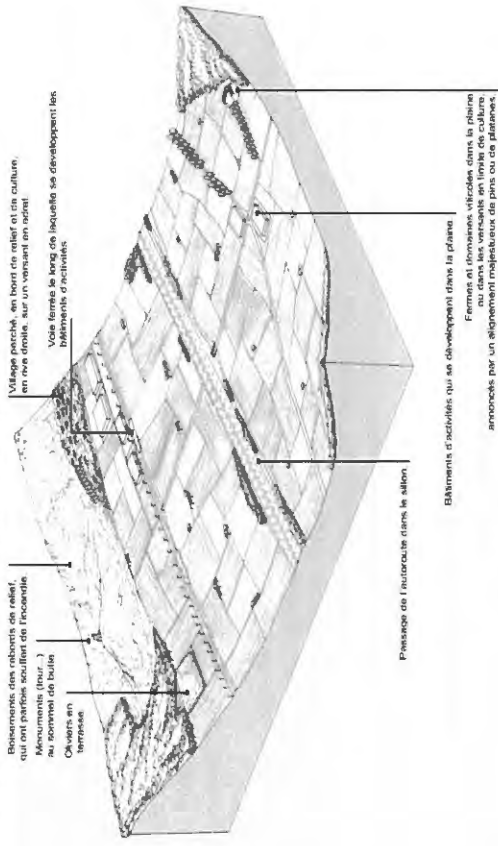 Boisements des rebords de relief,
qui ont parfois souffert de l'incendie
Monuments (tour...)
au sommet de butte
Oliviers en
terrasse
Village perché, en bord de relief et de culture,
en rive droite, sur un versant en adret
Voie ferrée le long de laquelle se développent les
bâtiments d'activités
Passage de l'autoroute dans le sillon
Bâtiments d'activités qui se développent dans la plaine
Fermes et domaines viticoles dans la plaine
ou dans les versants en limite de culture,
annoncés par un alignement majestueux de pins ou de platanes